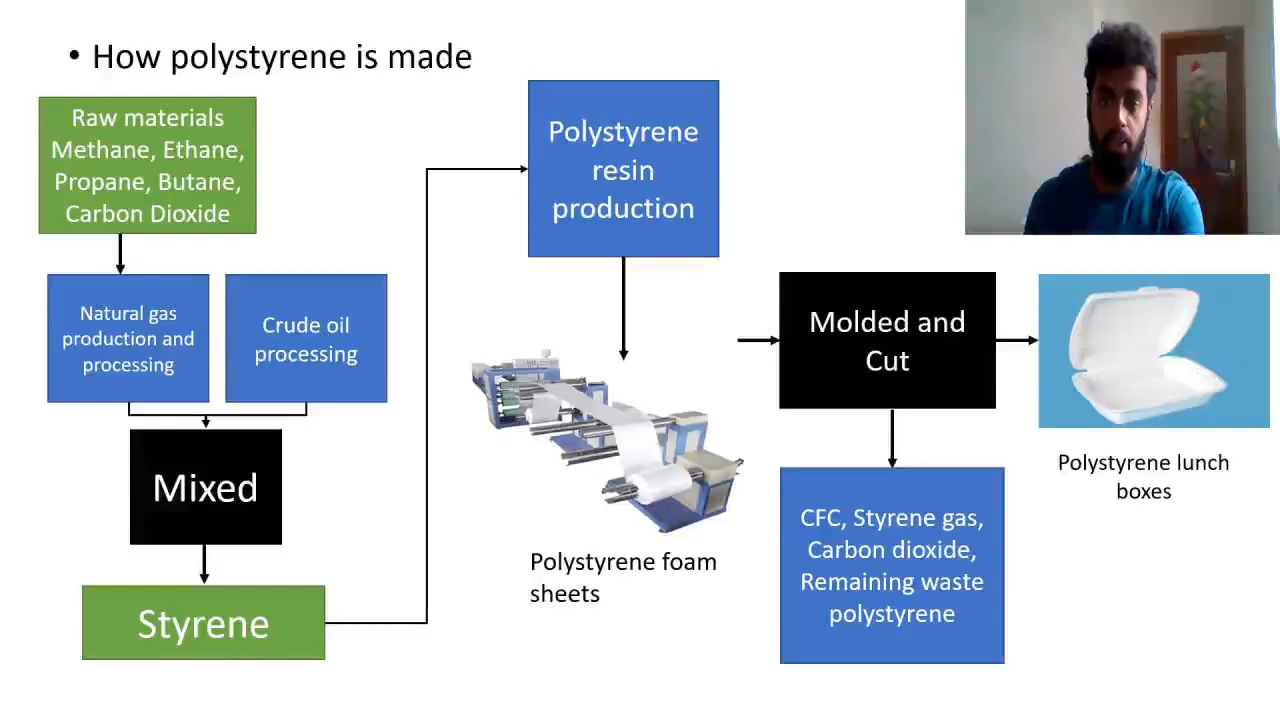 • How polystyrene is made
Raw materials
Methane, Ethane,
Propane, Butane,
Carbon Dioxide
Natural gas
production and
processing
Crude oil
processing
Mixed
Styrene
Polystyrene
resin
production
Polystyrene foam
sheets
Molded and
Cut
CFC, Styrene gas,
Carbon dioxide,
Remaining waste
polystyrene
Polystyrene lunch
boxes